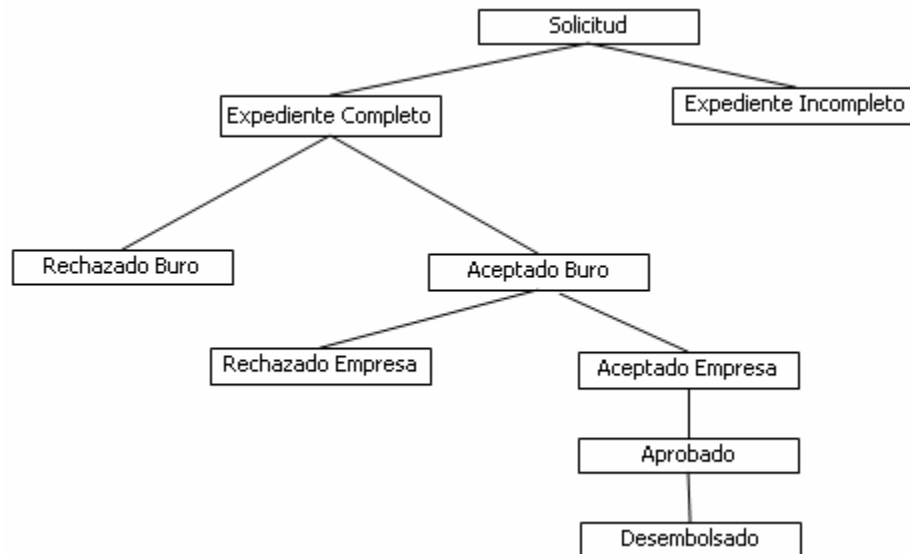 Solicitud
Expediente Completo
Expediente Incompleto
Rechazado Buro
Aceptado Buro
Rechazado Empresa
Aceptado Empresa
Aprobado
Desembolsado